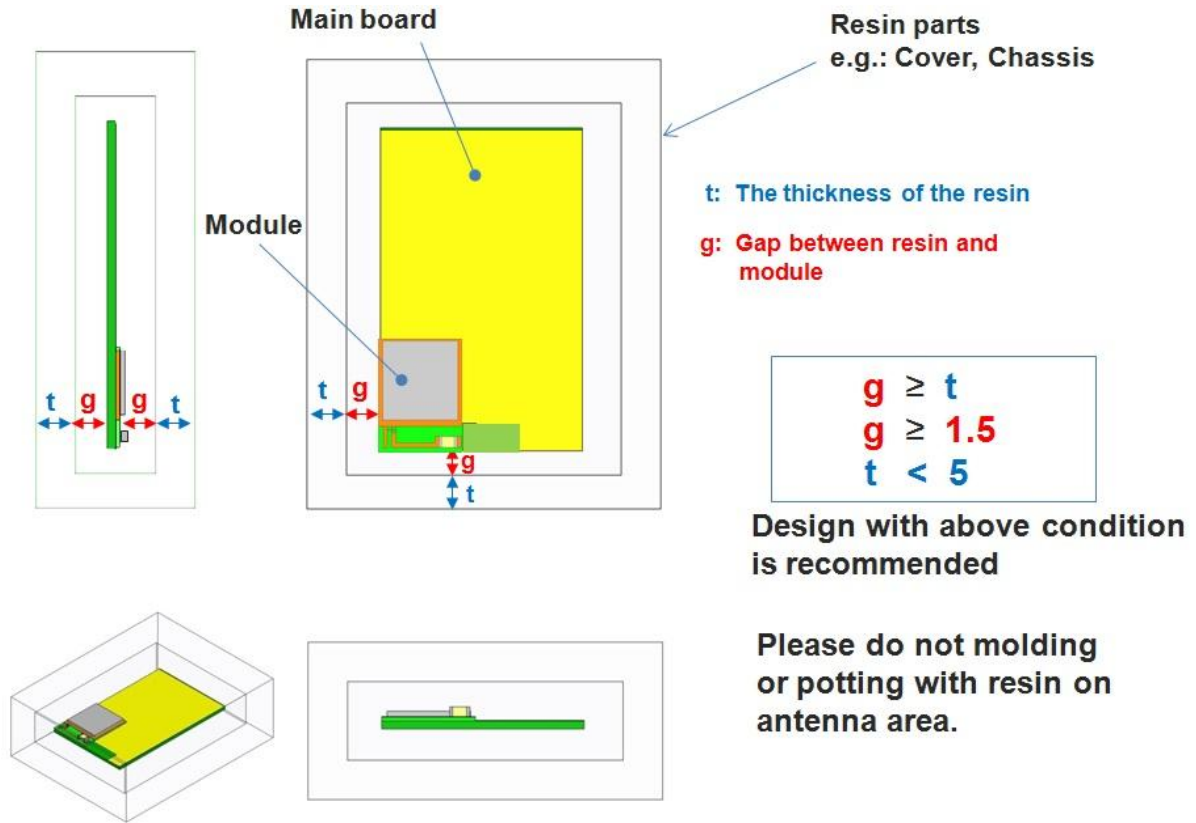 Main board
Resin parts
e.g.: Cover, Chassis
t: The thickness of the resin
Module
g: Gap between resin and
module
t g g t
t g
g
t
g ≥ t
g ≥ 1.5
t < 5
Design with above condition
is recommended
Please do not molding
or potting with resin on
antenna area.